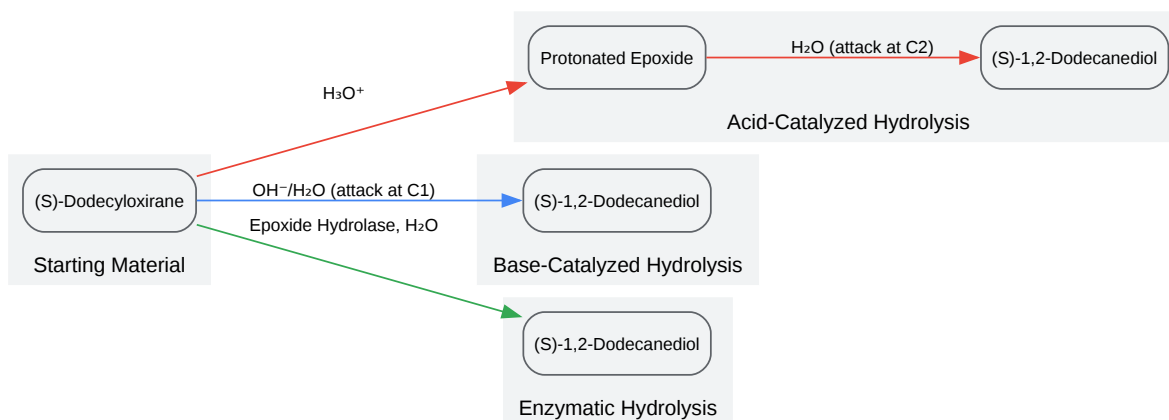 Protonated Epoxide
H₂O (attack at C2)
(S)-1,2-Dodecanediol
H₃O⁺
Acid-Catalyzed Hydrolysis
(S)-Dodecyloxirane
OH⁻/H₂O (attack at C1)
(S)-1,2-Dodecanediol
Epoxide Hydrolase, H₂O
Starting Material
Base-Catalyzed Hydrolysis
(S)-1,2-Dodecanediol
Enzymatic Hydrolysis